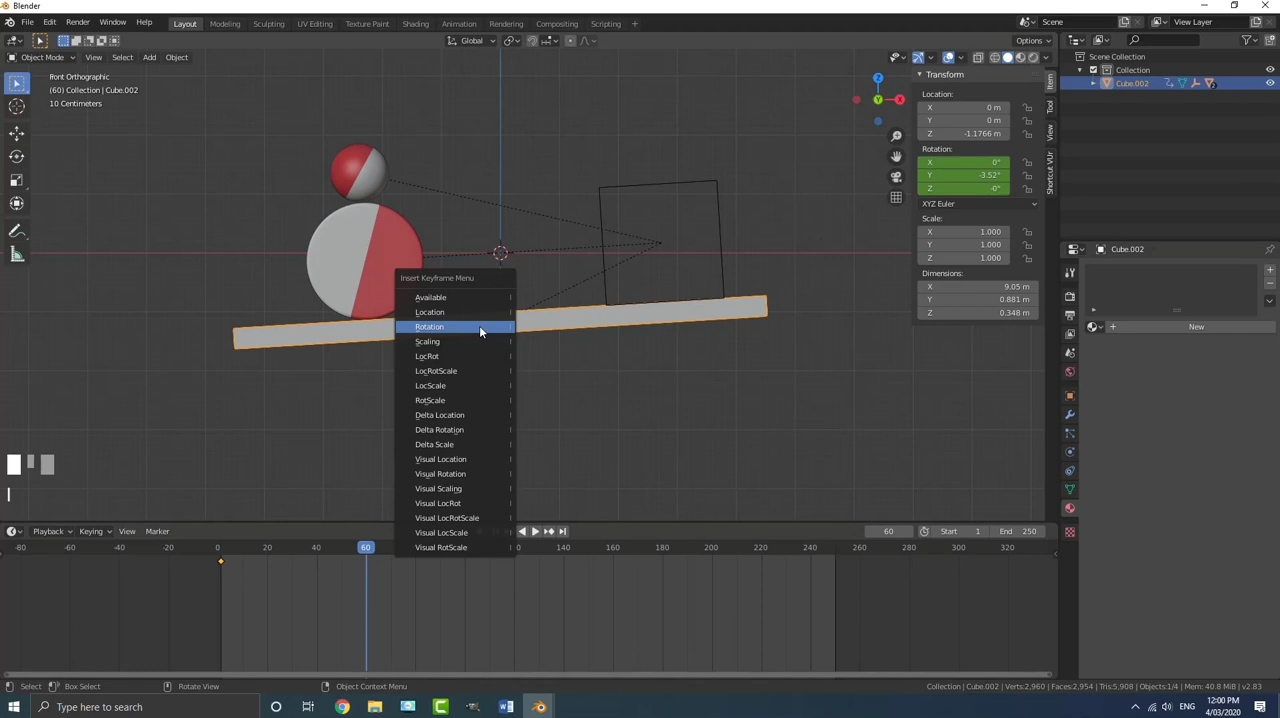 Blender
File Edit Render Window Help
Layout Modeling Sculpting UV Editing Texture Paint Shading Animation Rendering Compositing Scripting +
Scene
View Layer
Object Mode View Select Add Object
Global
Options
Front Orthographic
(60) Collection | Cube.002
10 Centimeters
Z
X
Y
Transform
Location:
X 0 m
Y 0 m
Z -1.1766 m
Rotation:
X 0°
Y -3.52°
Z -0°
XYZ Euler
Scale:
X 1.000
Y 1.000
Z 1.000
Dimensions:
X 9.05 m
Y 0.881 m
Z 0.348 m
Item
Tool
View
Shortcut VUr
Scene Collection
Collection
Cube.002
Cube.002
New
Insert Keyframe Menu
Available I
Location I
Rotation I
Scaling I
LocRot I
LocRotScale I
LocScale I
RotScale I
Delta Location I
Delta Rotation I
Delta Scale I
Visual Location I
Visual Rotation I
Visual Scaling I
Visual LocRot I
Visual LocRotScale I
Visual LocScale I
Visual RotScale I
I
Playback Keying View Marker
60 Start 1 End 250
-80 -60 -40 -20 0 20 40 60 140 160 180 200 220 240 260 280 300 320
Select Box Select Rotate View Object Context Menu
Collection | Cube.002 | Verts:2,960 | Faces:2,954 | Tris:5,908 | Objects:1/4 | Mem: 40.8 MiB | v2.83
Type here to search
ENG
12:00 PM
4/03/2020